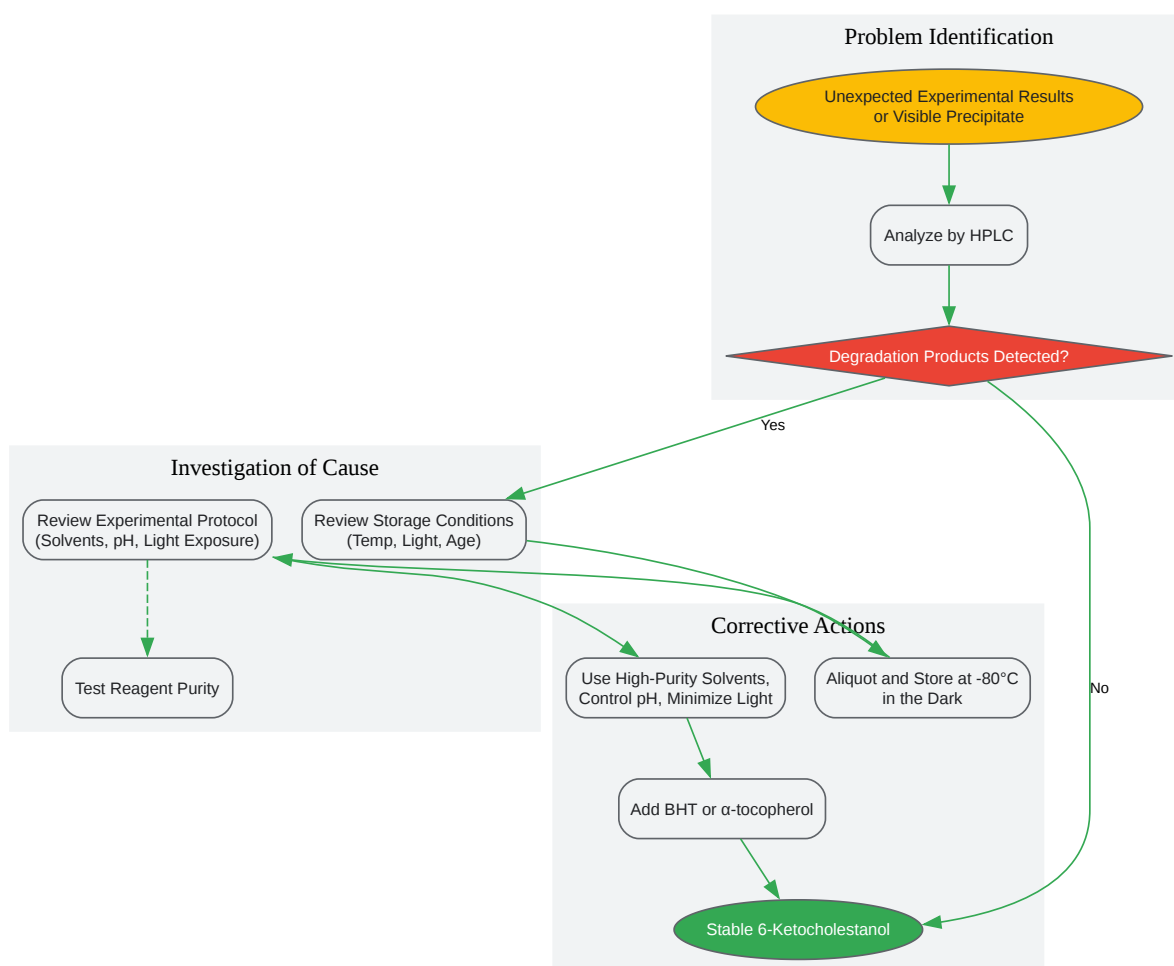 Problem Identification
Unexpected Experimental Results
or Visible Precipitate
Analyze by HPLC
Degradation Products Detected?
Yes
No
Investigation of Cause
Review Experimental Protocol
(Solvents, pH, Light Exposure)
Review Storage Conditions
(Temp, Light, Age)
Test Reagent Purity
Corrective Actions
Use High-Purity Solvents,
Control pH, Minimize Light
Aliquot and Store at -80°C
in the Dark
Add BHT or α-tocopherol
Stable 6-Ketocholestanol